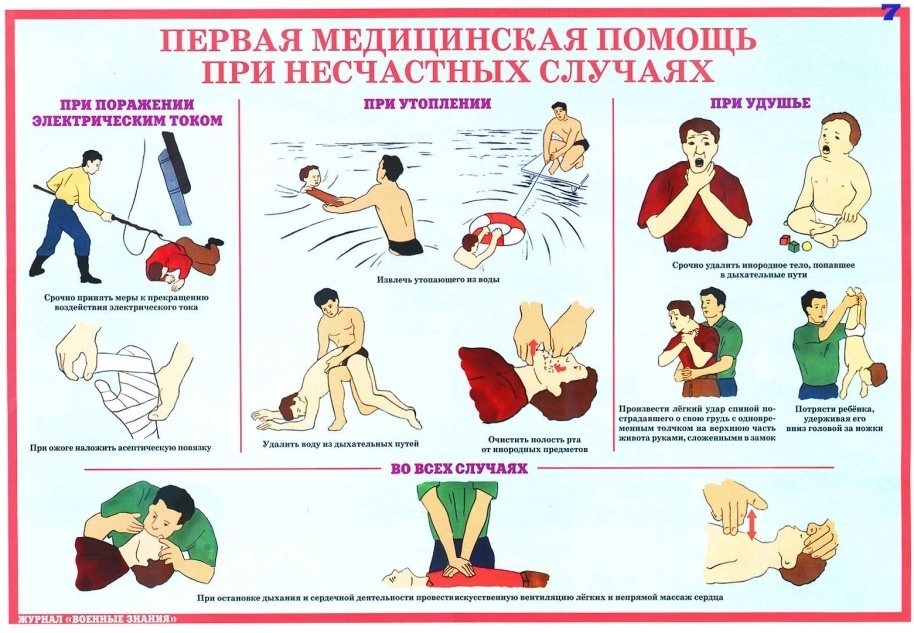 7
ПЕРВАЯ МЕДИЦИНСКАЯ ПОМОЩЬ
ПРИ НЕСЧАСТНЫХ СЛУЧАЯХ
ПРИ ПОРАЖЕНИИ
ЭЛЕКТРИЧЕСКИМ ТОКОМ
Срочно принять меры к прекращению
воздействия электрического тока
При ожоге наложить асептическую повязку
ПРИ УТОПЛЕНИИ
Извлечь утопающего из воды
Удалить воду из дыхательных путей
Очистить полость рта
от инородных предметов
ПРИ УДУШЬЕ
Срочно удалить инородное тело, попавшее
в дыхательные пути
Произвести лёгкий удар спиной по-
страдавшего о свою грудь с одновре-
менным толчком на верхнюю часть
живота руками, сложенными в замок
Потрясти ребёнка,
удерживая его
вниз головой за ножки
ВО ВСЕХ СЛУЧАЯХ
При остановке дыхания и сердечной деятельности провестиискусственную вентиляцию лёгких и непрямой массаж сердца
ЖУРНАЛ «ВОЕННЫЕ ЗНАНИЯ»